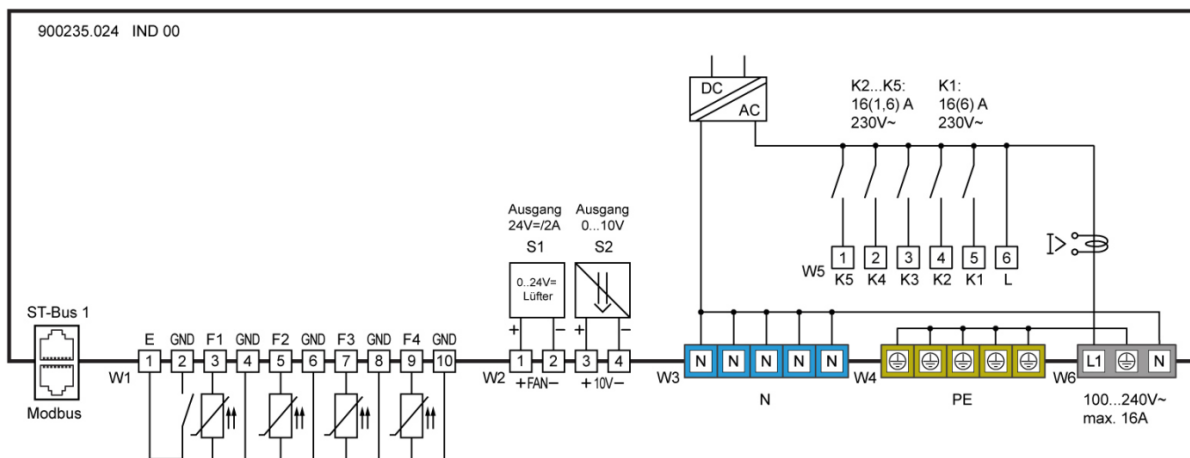 900235.024 IND 00
DC
AC
K2...K5:
16(1,6) A
230V~
K1:
16(6) A
230V~
W5
1 2 3 4 5 6
K5 K4 K3 K2 K1 L
I>
Ausgang
24V=/2A
S1
Ausgang
0...10V
S2
0..24V=
Lüfter
+ − + −
ST-Bus 1
Modbus
E GND F1 GND F2 GND F3 GND F4 GND
W1
1 2 3 4 5 6 7 8 9 10
W2
1 2 3 4
+FAN− +10V−
W3
N N N N N
N
W4
PE
W6
L1 N
100...240V~
max. 16A